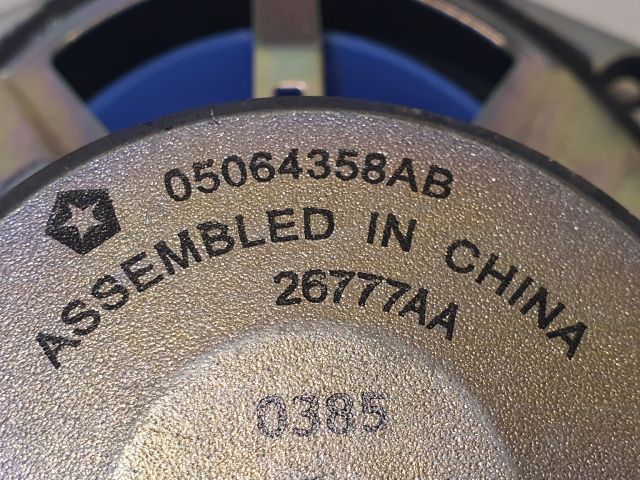 05064358AB
ASSEMBLED IN CHINA
26777AA
0385